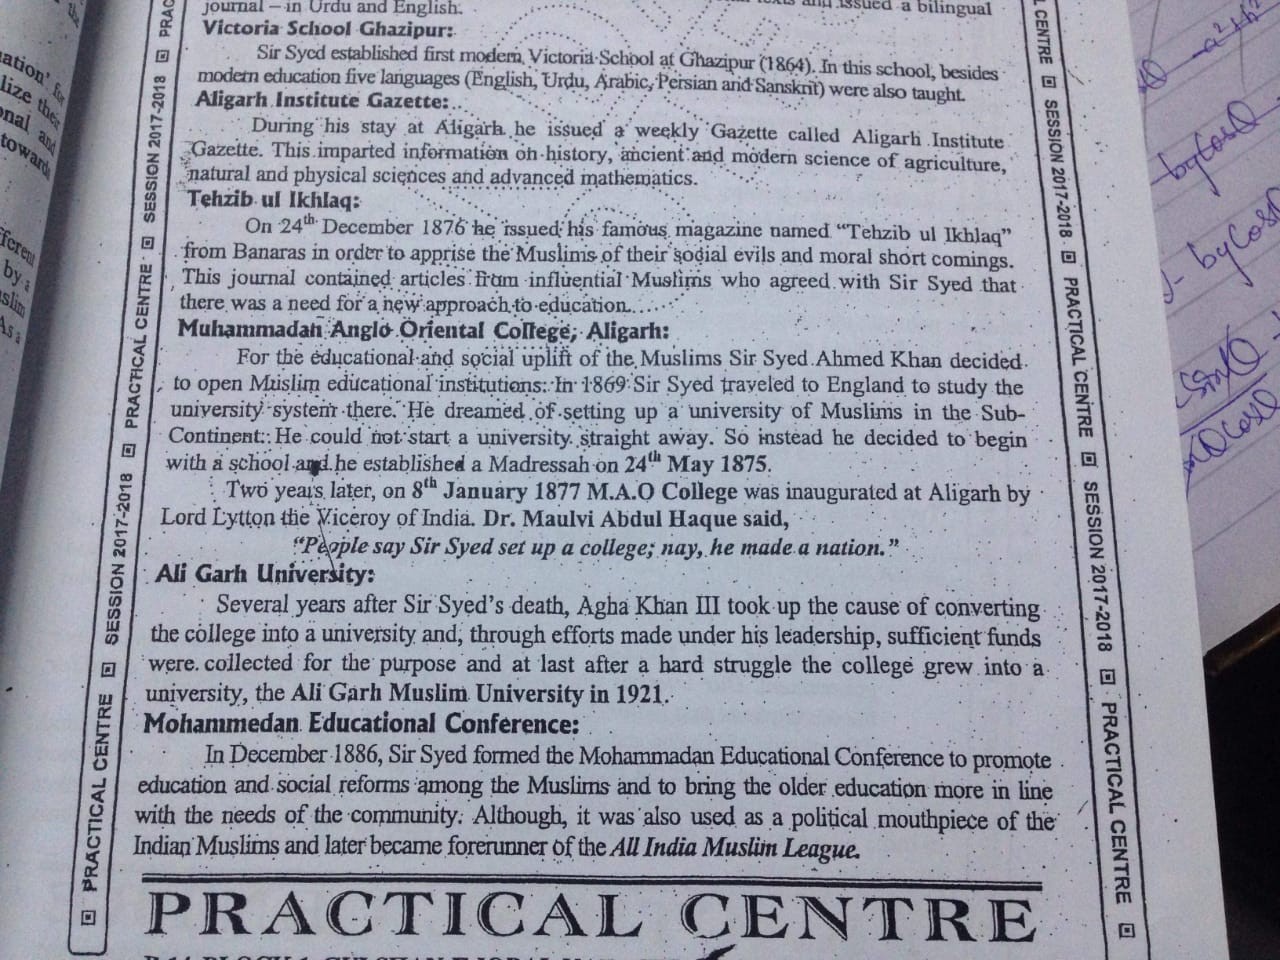 journal – in Urdu and English.
and issued a bilingual
Victoria School Ghazipur:
Sir Syed established first modern Victoria School at Ghazipur (1864). In this school, besides
modern education five languages (English, Urdu, Arabic, Persian and Sanskrit) were also taught.
Aligarh Institute Gazette:
During his stay at Aligarh he issued a weekly Gazette called Aligarh Institute
Gazette. This imparted information on history, ancient and modern science of agriculture,
natural and physical sciences and advanced mathematics.
Tehzib ul Ikhlaq:
On 24th December 1876 he issued his famous magazine named “Tehzib ul Ikhlaq”
from Banaras in order to apprise the Muslims of their social evils and moral short comings.
This journal contained articles from influential Muslims who agreed with Sir Syed that
there was a need for a new approach to education.
Muhammadan Anglo Oriental College, Aligarh:
For the educational and social uplift of the Muslims Sir Syed Ahmed Khan decided
to open Muslim educational institutions. In 1869 Sir Syed traveled to England to study the
university system there. He dreamed of setting up a university of Muslims in the Sub-
Continent. He could not start a university straight away. So instead he decided to begin
with a school and he established a Madressah on 24th May 1875.
Two years later, on 8th January 1877 M.A.O College was inaugurated at Aligarh by
Lord Lytton the Viceroy of India. Dr. Maulvi Abdul Haque said,
“People say Sir Syed set up a college; nay, he made a nation.”
Ali Garh University:
Several years after Sir Syed’s death, Agha Khan III took up the cause of converting
the college into a university and, through efforts made under his leadership, sufficient funds
were collected for the purpose and at last after a hard struggle the college grew into a
university, the Ali Garh Muslim University in 1921.
Mohammedan Educational Conference:
In December 1886, Sir Syed formed the Mohammadan Educational Conference to promote
education and social reforms among the Muslims and to bring the older education more in line
with the needs of the community. Although, it was also used as a political mouthpiece of the
Indian Muslims and later became forerunner of the All India Muslim League.
PRACTICAL CENTRE
PRACTICAL CENTRE SESSION 2017-2018 PRACTICAL CENTRE SESSION 2017-2018
CENTRE SESSION 2017-2018 PRACTICAL CENTRE SESSION 2017-2018 PRACTICAL CENTRE